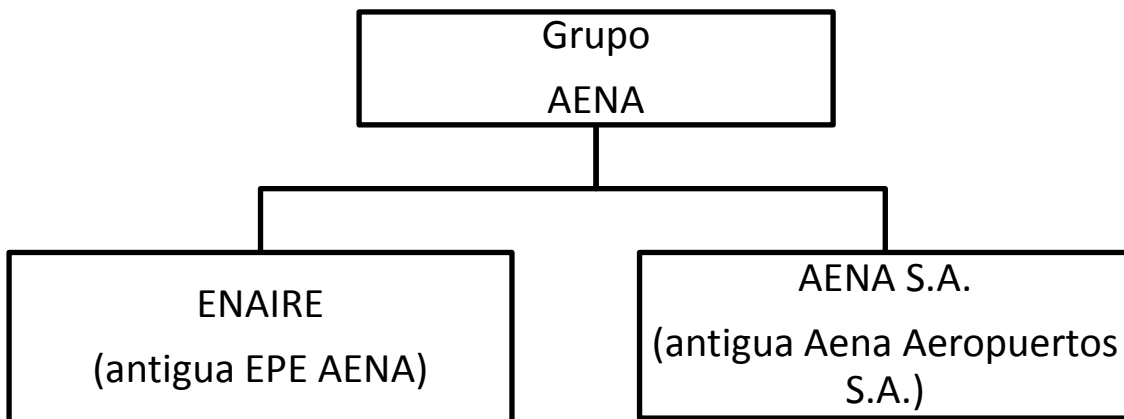 Grupo
AENA
ENAIRE
(antigua EPE AENA)
AENA S.A.
(antigua Aena Aeropuertos
S.A.)